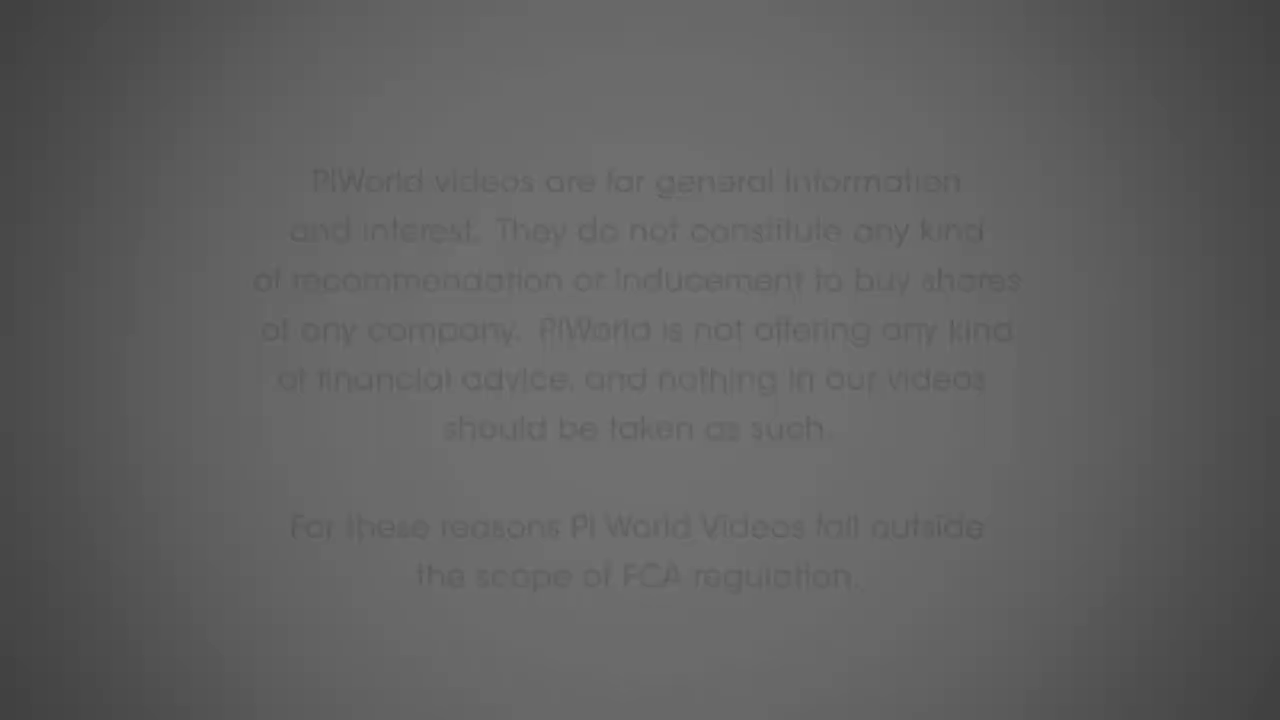 PIWorld videos are for general information
and interest. They do not constitute any kind
of recommendation or inducement to buy shares
of any company. PIWorld is not offering any kind
of financial advice, and nothing in our videos
should be taken as such.
For these reasons PI World Videos fall outside
the scope of FCA regulation.